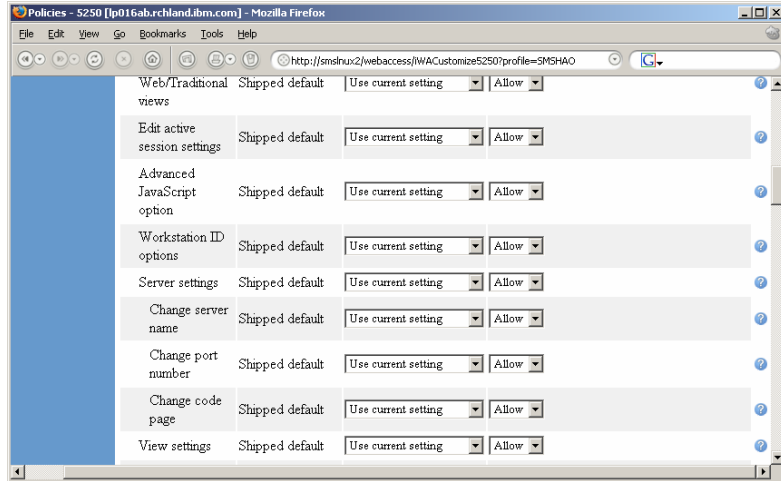 Policies - 5250 [lp016ab.rchland.ibm.com] - Mozilla Firefox
File Edit View Go Bookmarks Tools Help
http://smslnux2/webaccess/iWACustomize5250?profile=SMSHAO
G
Web/Traditional Shipped default Use current setting Allow ?
views
Edit active
session settings Shipped default Use current setting Allow ?
Advanced
JavaScript Shipped default Use current setting Allow ?
option
Workstation ID
options Shipped default Use current setting Allow ?
Server settings Shipped default Use current setting Allow ?
Change server
name Shipped default Use current setting Allow ?
Change port
number Shipped default Use current setting Allow ?
Change code
page Shipped default Use current setting Allow ?
View settings Shipped default Use current setting Allow ?